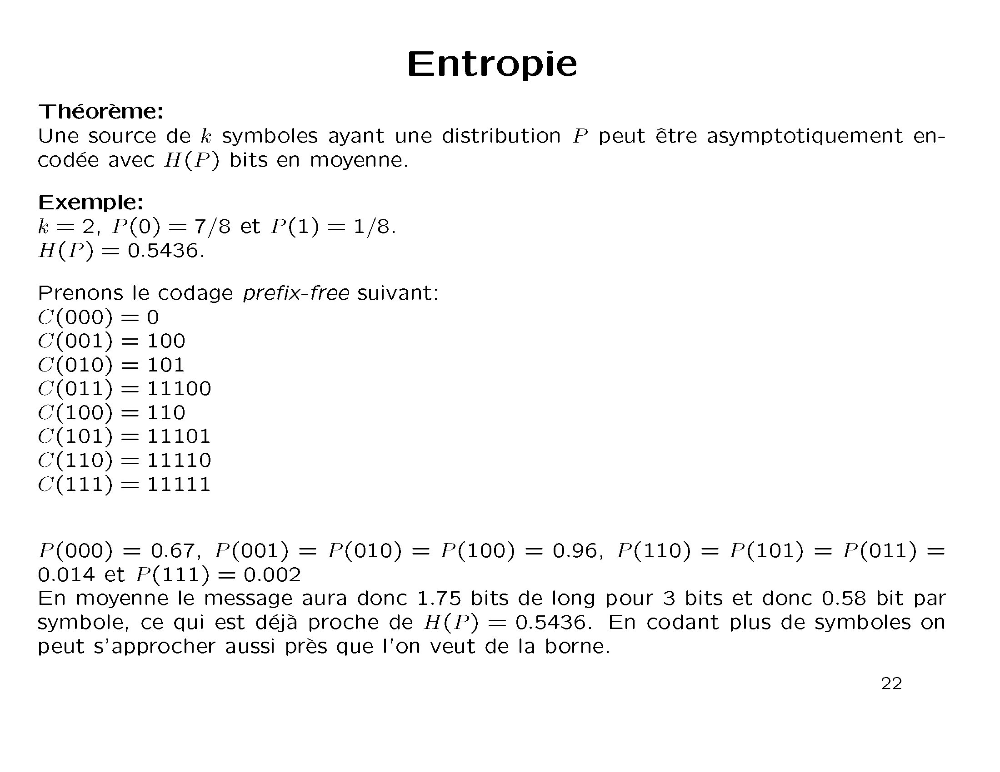 Entropie
Théorème:
Une source de k symboles ayant une distribution P peut être asymptotiquement en-
codée avec H(P) bits en moyenne.
Exemple:
k = 2, P(0) = 7/8 et P(1) = 1/8.
H(P) = 0.5436.
Prenons le codage prefix-free suivant:
C(000) = 0
C(001) = 100
C(010) = 101
C(011) = 11100
C(100) = 110
C(101) = 11101
C(110) = 11110
C(111) = 11111
P(000) = 0.67, P(001) = P(010) = P(100) = 0.96, P(110) = P(101) = P(011) =
0.014 et P(111) = 0.002
En moyenne le message aura donc 1.75 bits de long pour 3 bits et donc 0.58 bit par
symbole, ce qui est déjà proche de H(P) = 0.5436. En codant plus de symboles on
peut s'approcher aussi près que l'on veut de la borne.
22